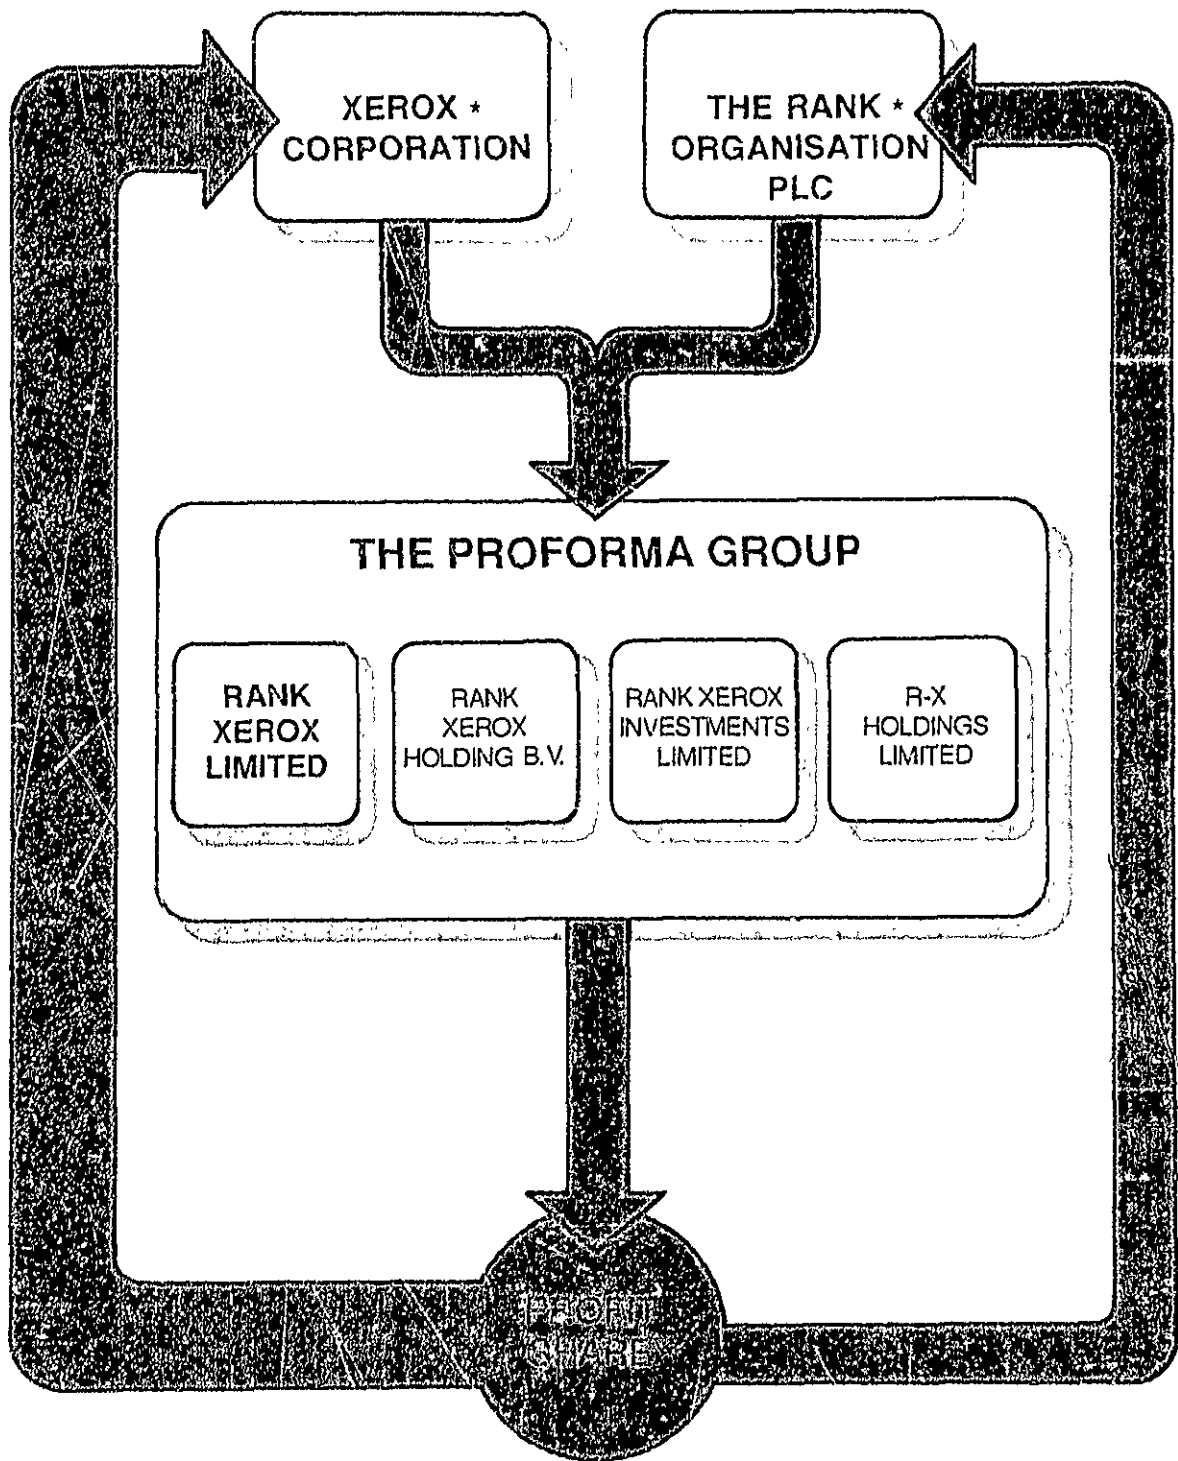 XEROX *
CORPORATION
THE RANK *
ORGANISATION
PLC
THE PROFORMA GROUP
RANK
XEROX
LIMITED
RANK
XEROX
HOLDING B.V.
RANK XEROX
INVESTMENTS
LIMITED
R-X
HOLDINGS
LIMITED
PROFIT
SHARE